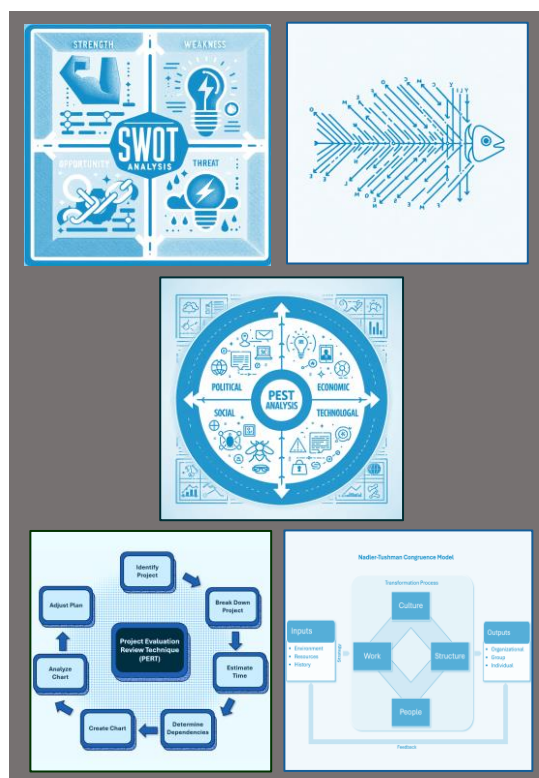 STRENGTH
WEAKNESS
SWOT
ANALYSIS
OPPORTUNITY
THREAT
POLITICAL
ECONOMIC
PEST
ANALYSIS
SOCIAL
TECHNOLOGAL
Identify
Project
Break Down
Project
Estimate
Time
Determine
Dependencies
Create Chart
Analyze
Chart
Adjust Plan
Project Evaluation
Review Technique
(PERT)
Nadler-Tushman Congruence Model
Transformation Process
Inputs
• Environment
• Resources
• History
Strategy
Culture
Work
Structure
People
Outputs
• Organizational
• Group
• Individual
Feedback